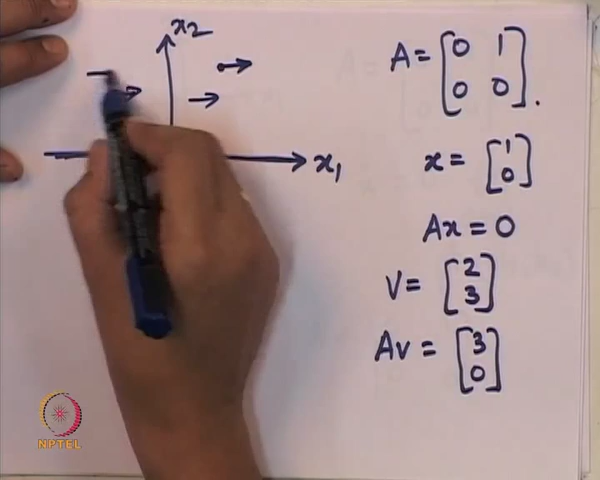 x₂
x₁
A = [0 1; 0 0].
x = [1; 0]
Ax = 0
V = [2; 3]
Av = [3; 0]
NPTEL